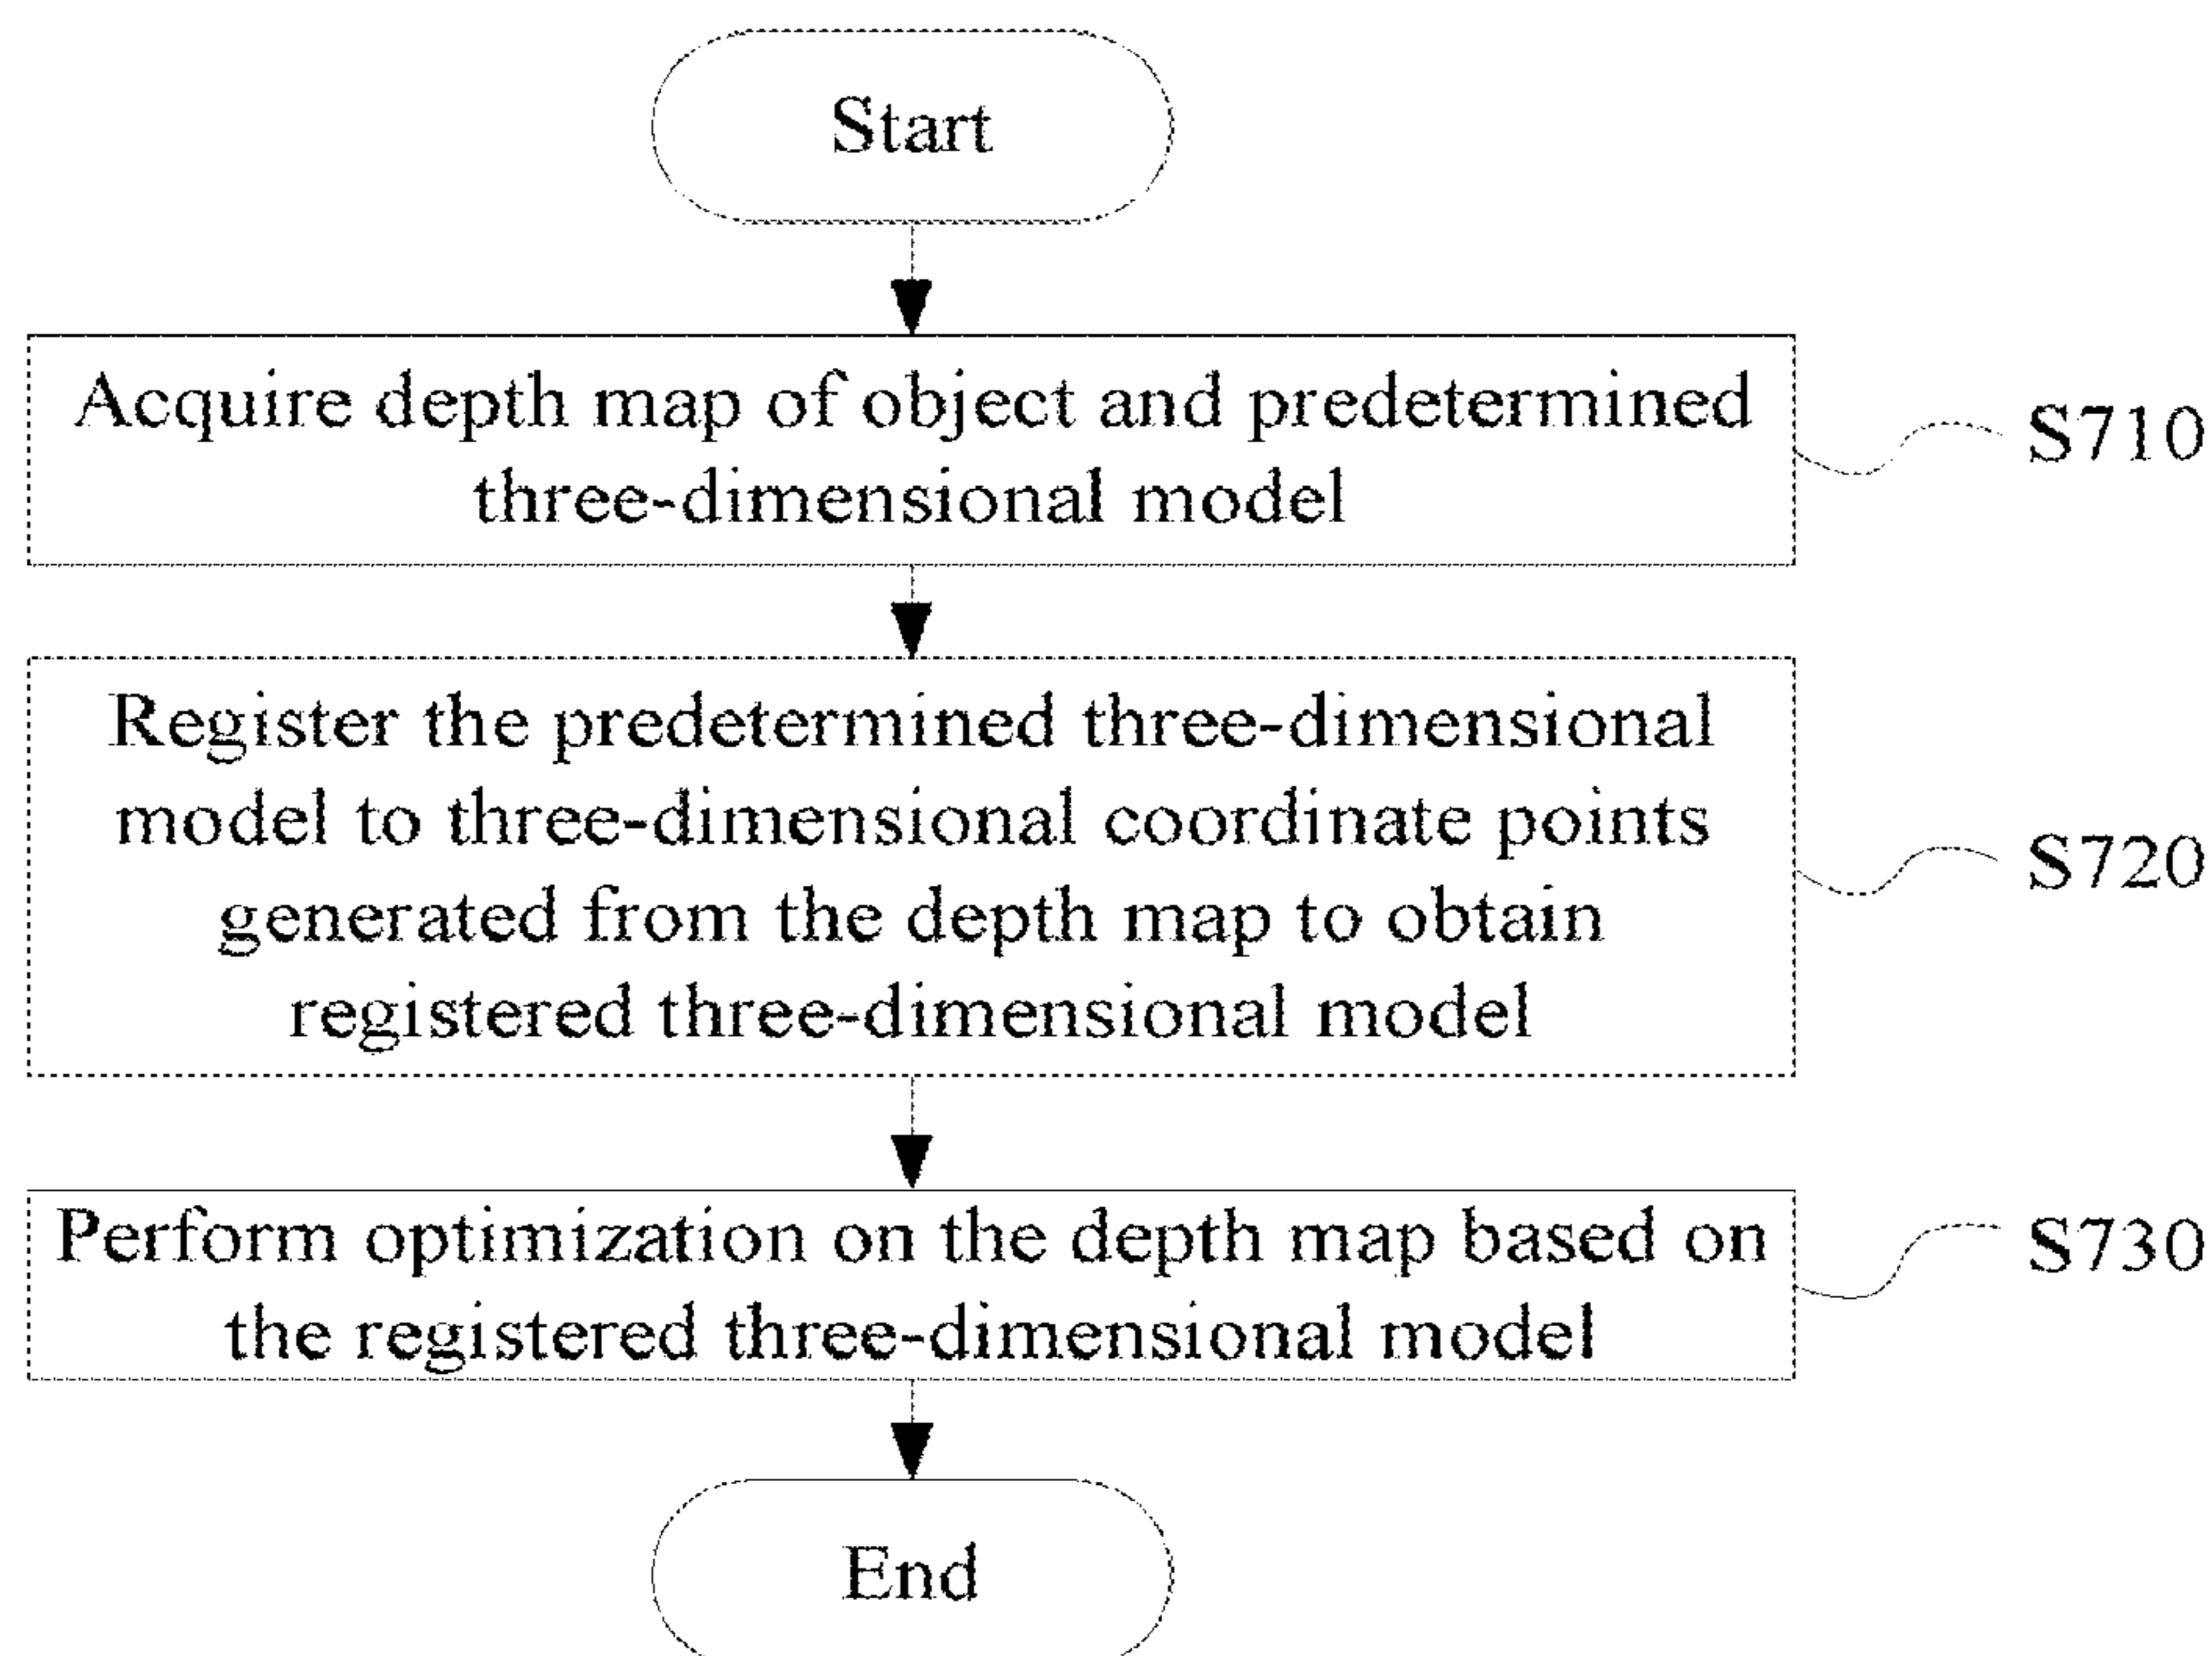 Start
Acquire depth map of object and predetermined
three-dimensional model
S710
Register the predetermined three-dimensional
model to three-dimensional coordinate points
generated from the depth map to obtain
registered three-dimensional model
S720
Perform optimization on the depth map based on
the registered three-dimensional model
S730
End